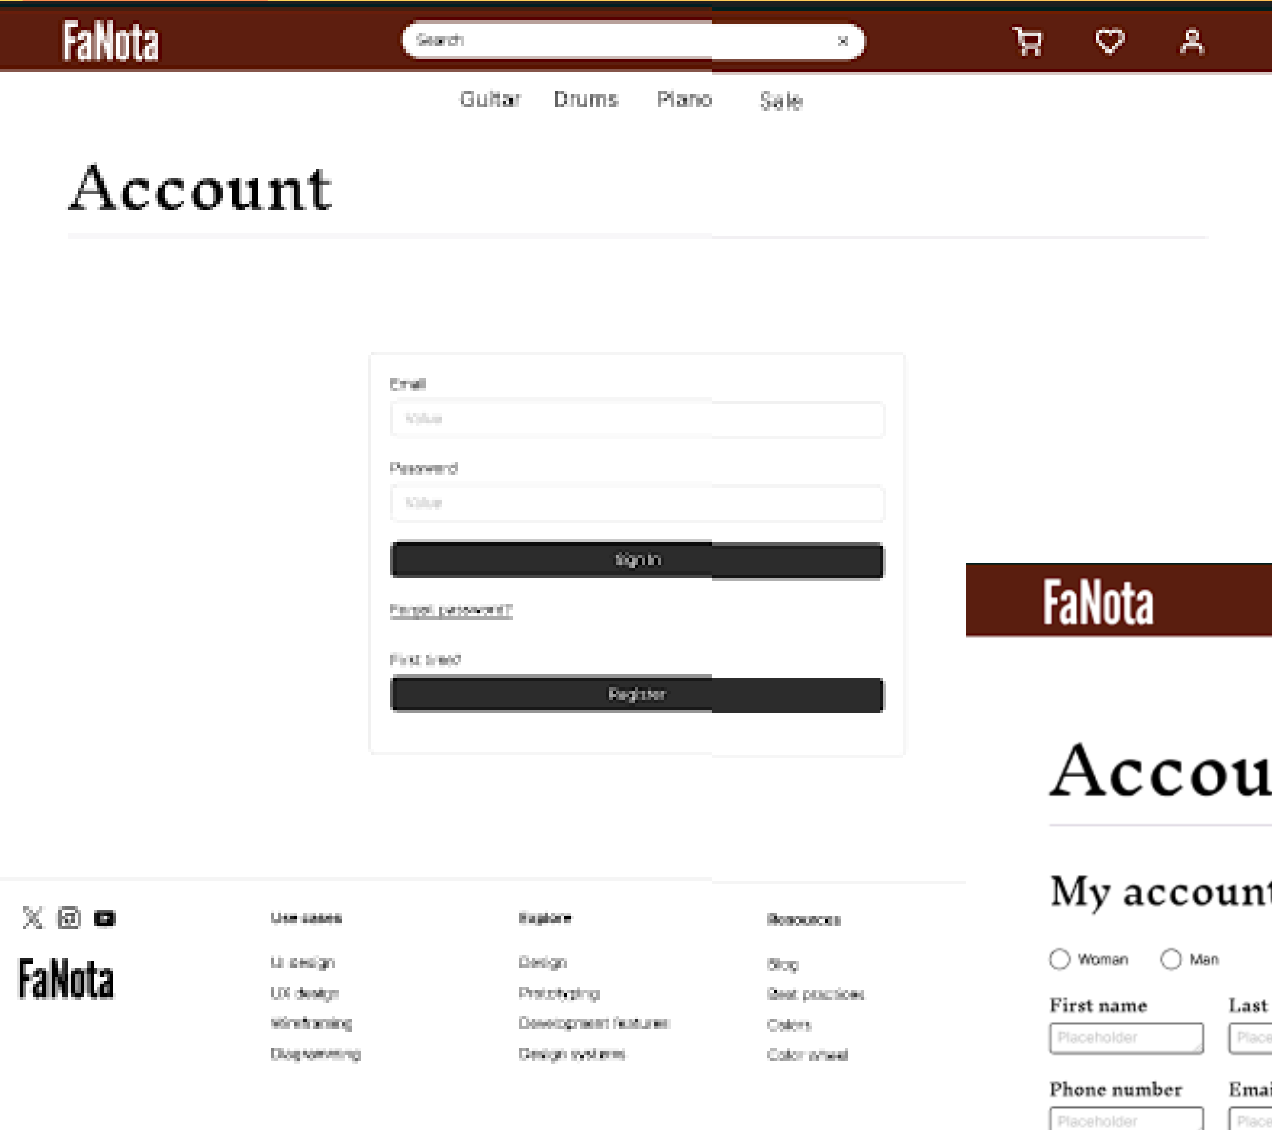 FaNota
Search
Guitar Drums Piano Sale
Account
Email
Value
Password
Value
Sign In
Forgot password?
First time?
Register
Use cases
UI design
UX design
Wireframing
Diagramming
Explore
Design
Prototyping
Development features
Design systems
Resources
Blog
Best practices
Colors
Color wheel
FaNota
FaNota
Accou
My account
Woman Man
First name Last
Placeholder Place
Phone number Emai
Placeholder Place